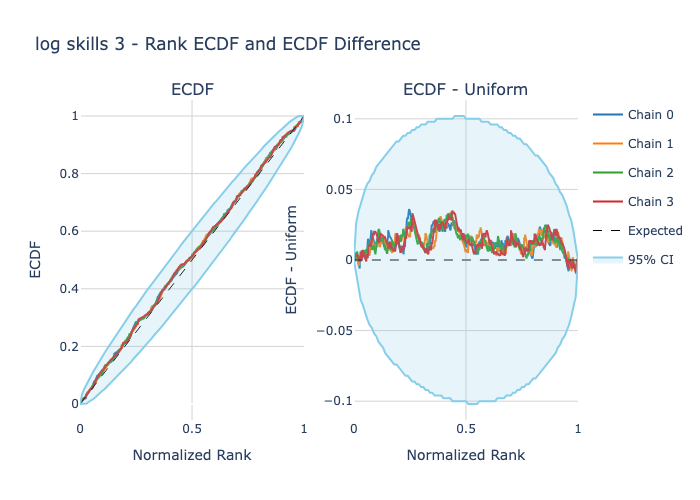 log skills 3 - Rank ECDF and ECDF Difference
ECDF
ECDF - Uniform
1
0.8
0.6
0.4
0.2
0
ECDF
0
0.5
1
Normalized Rank
0.1
0.05
0
−0.05
−0.1
ECDF - Uniform
0
0.5
1
Normalized Rank
Chain 0
Chain 1
Chain 2
Chain 3
Expected
95% CI